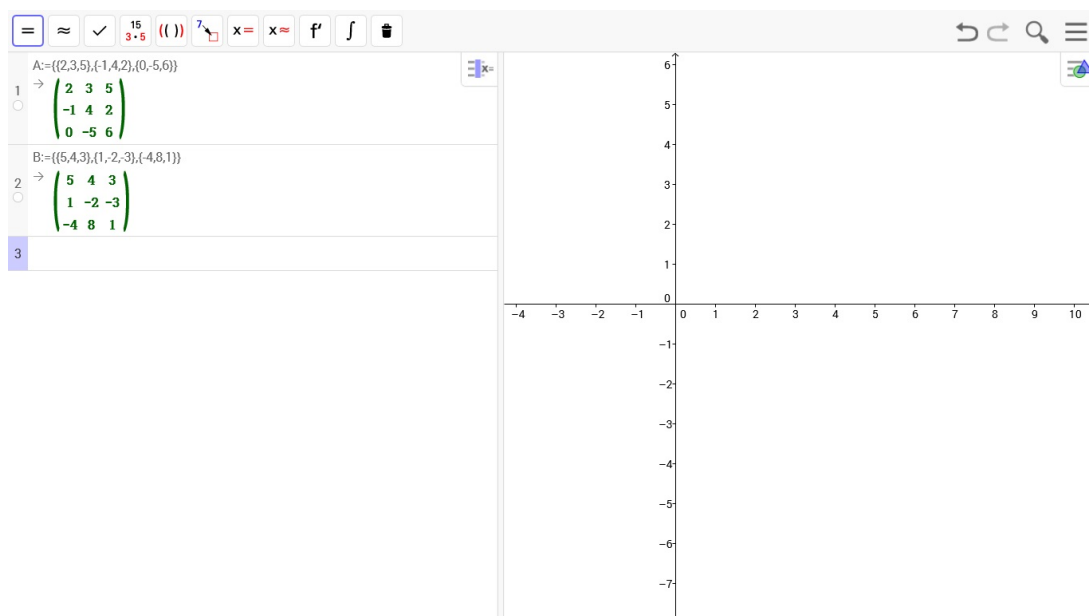 = ≈ ✓ 15 3·5 (( )) 7 x= x≈ f′ ∫
A:={{2,3,5},{-1,4,2},{0,-5,6}}
1 → 2 3 5
-1 4 2
0 -5 6
B:={{5,4,3},{1,-2,-3},{-4,8,1}}
2 → 5 4 3
1 -2 -3
-4 8 1
3
x=
6
5
4
3
2
1
0
-4 -3 -2 -1 0 1 2 3 4 5 6 7 8 9 10
-1
-2
-3
-4
-5
-6
-7